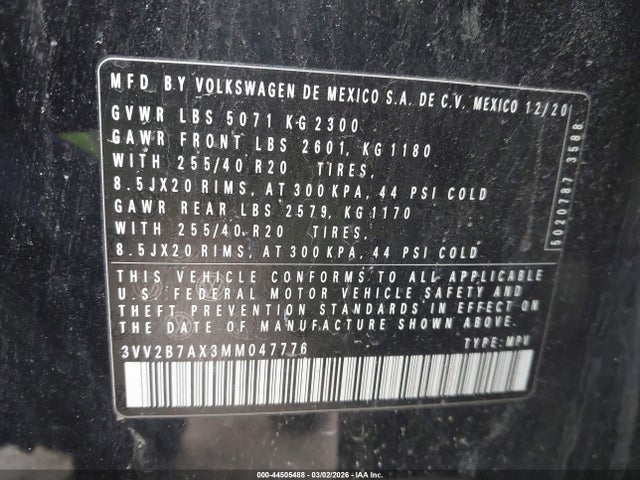 MFD. BY VOLKSWAGEN DE MEXICO S.A. DE C.V. MEXICO 12/20
GVWR LBS 5071 KG 2300
GAWR FRONT LBS 2601, KG 1180
WITH 255/40 R20 TIRES,
8.5JX20 RIMS, AT 300 KPA, 44 PSI COLD
GAWR REAR LBS 2579, KG 1170
WITH 255/40 R20 TIRES,
8.5JX20 RIMS, AT 300 KPA, 44 PSI COLD
6020787 3588
THIS VEHICLE CONFORMS TO ALL APPLICABLE
U.S. FEDERAL MOTOR VEHICLE SAFETY AND
THEFT PREVENTION STANDARDS IN EFFECT ON
THE DATE OF MANUFACTURE SHOWN ABOVE.
3VV2B7AX3MM047776 TYPE: MPV
000-44505488 - 03/02/2026 - IAA Inc.